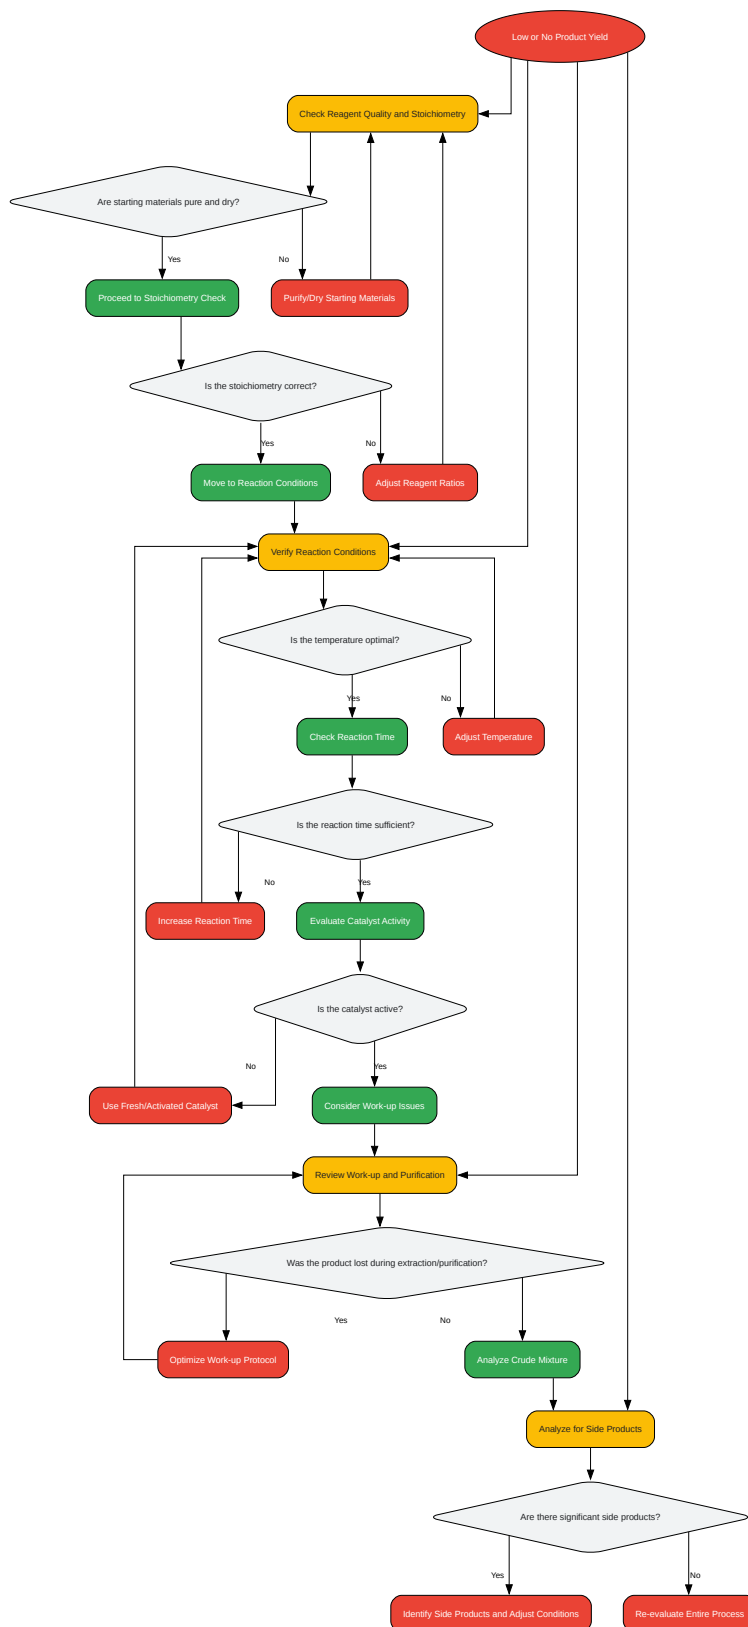 Low or No Product Yield
Check Reagent Quality and Stoichiometry
Are starting materials pure and dry?
Yes
No
Proceed to Stoichiometry Check
Purify/Dry Starting Materials
Is the stoichiometry correct?
Yes
No
Move to Reaction Conditions
Adjust Reagent Ratios
Verify Reaction Conditions
Is the temperature optimal?
Yes
No
Check Reaction Time
Adjust Temperature
Is the reaction time sufficient?
No
Yes
Increase Reaction Time
Evaluate Catalyst Activity
Is the catalyst active?
No
Yes
Use Fresh/Activated Catalyst
Consider Work-up Issues
Review Work-up and Purification
Was the product lost during extraction/purification?
Yes
No
Optimize Work-up Protocol
Analyze Crude Mixture
Analyze for Side Products
Are there significant side products?
Yes
No
Identify Side Products and Adjust Conditions
Re-evaluate Entire Process